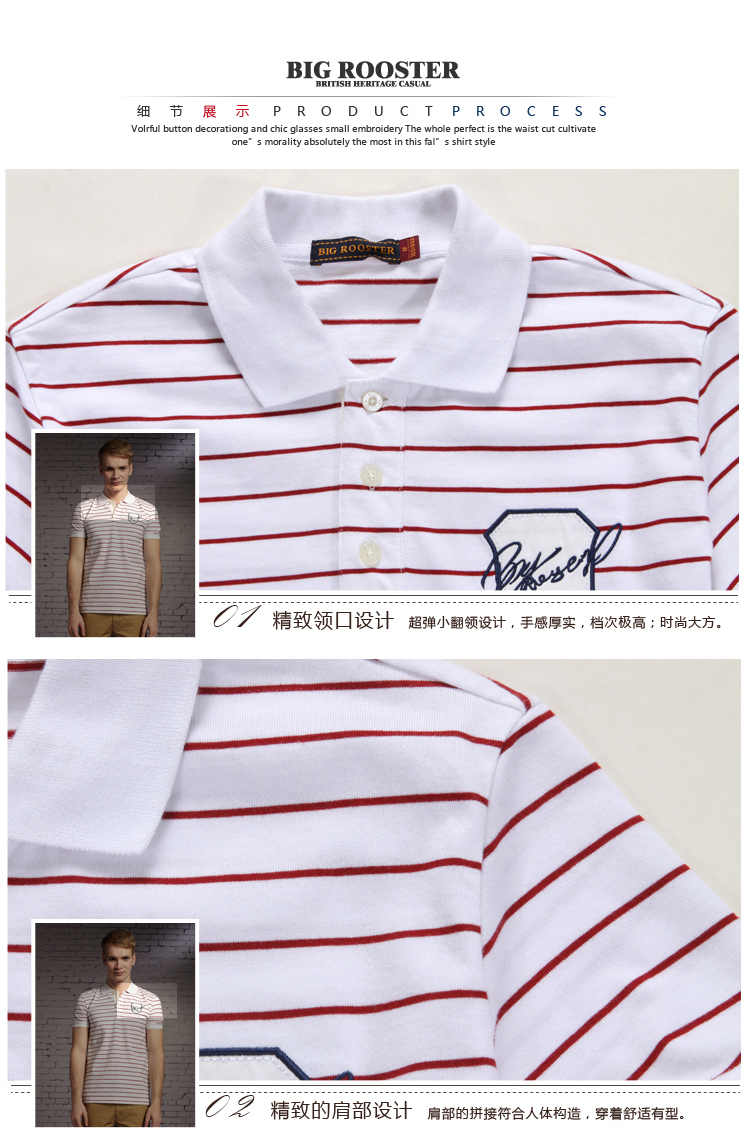 BIG ROOSTER
BRITISH HERITAGE CASUAL
细 节 展 示 P R O D U C T P R O C E S S
Volrful button decorationg and chic glasses small embroidery The whole perfect is the waist cut cultivate
one”s morality absolutely the most in this fal”s shirt style
BIG ROOSTER
01 精致领口设计 超弹小翻领设计，手感厚实，档次极高；时尚大方。
02 精致的肩部设计 肩部的拼接符合人体构造，穿着舒适有型。